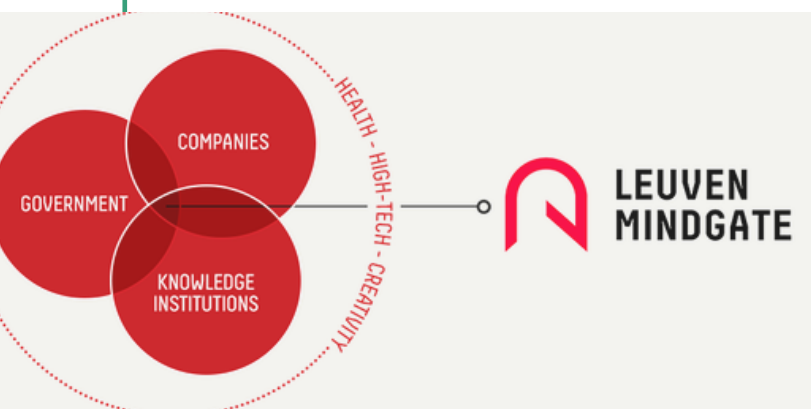 COMPANIES
GOVERNMENT
KNOWLEDGE
INSTITUTIONS
HEALTH - HIGH-TECH - CREATIVITY
LEUVEN
MINDGATE